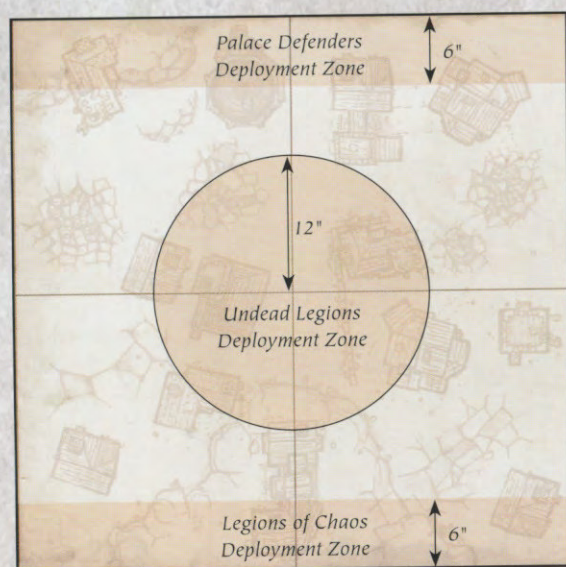 Palace Defenders
Deployment Zone
6"
12"
Undead Legions
Deployment Zone
Legions of Chaos
Deployment Zone
6"